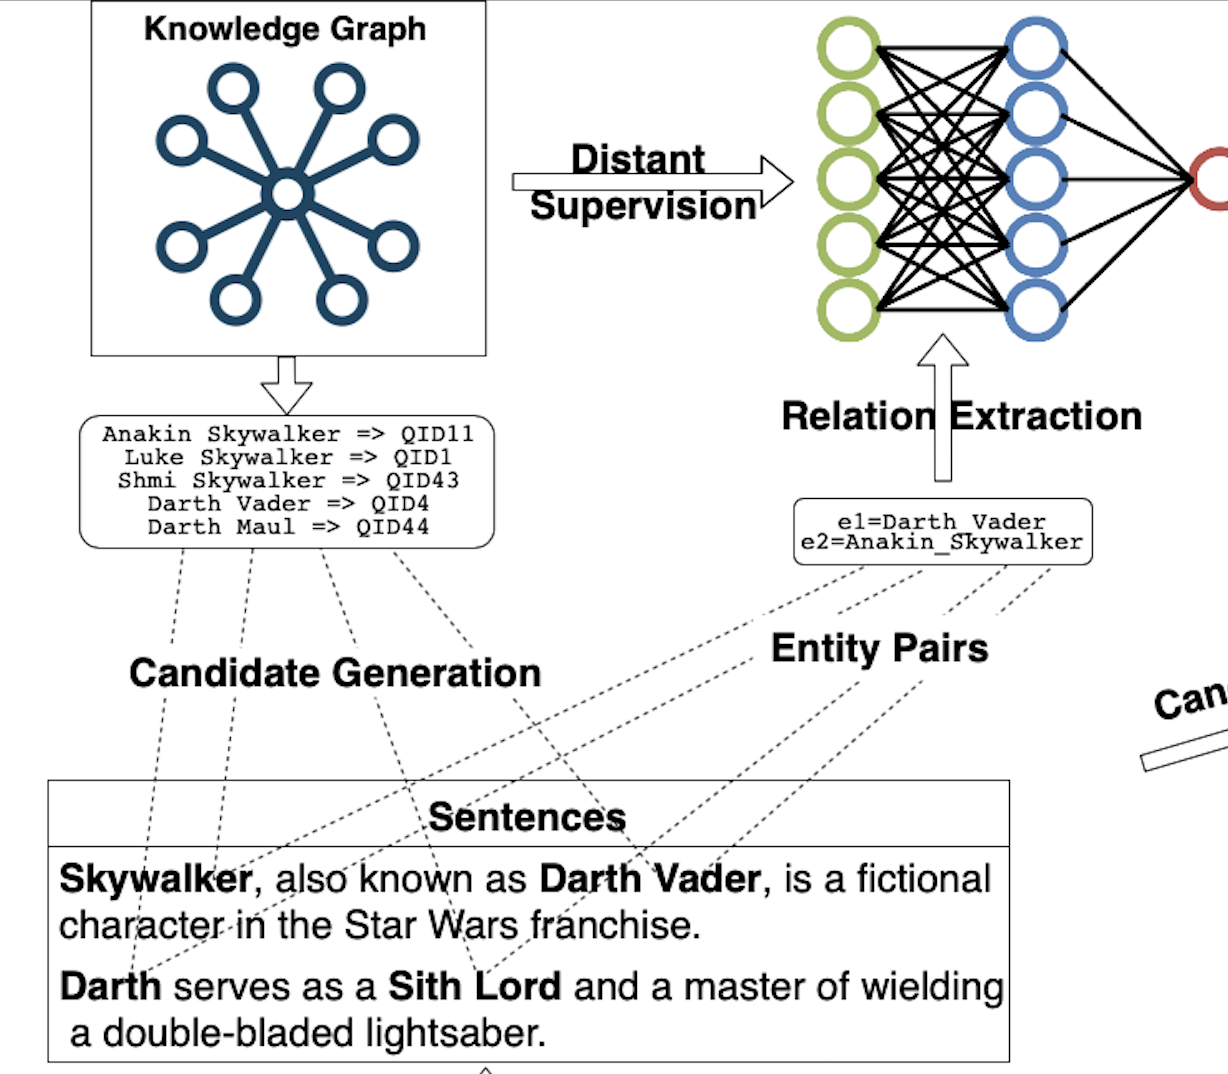 Knowledge Graph
Distant
Supervision
Anakin Skywalker => QID11
Luke Skywalker => QID1
Shmi Skywalker => QID43
Darth Vader => QID4
Darth Maul => QID44
Relation Extraction
e1=Darth_Vader
e2=Anakin_Skywalker
Candidate Generation
Entity Pairs
Can
Sentences
Skywalker, also known as Darth Vader, is a fictional
character in the Star Wars franchise.
Darth serves as a Sith Lord and a master of wielding
a double-bladed lightsaber.